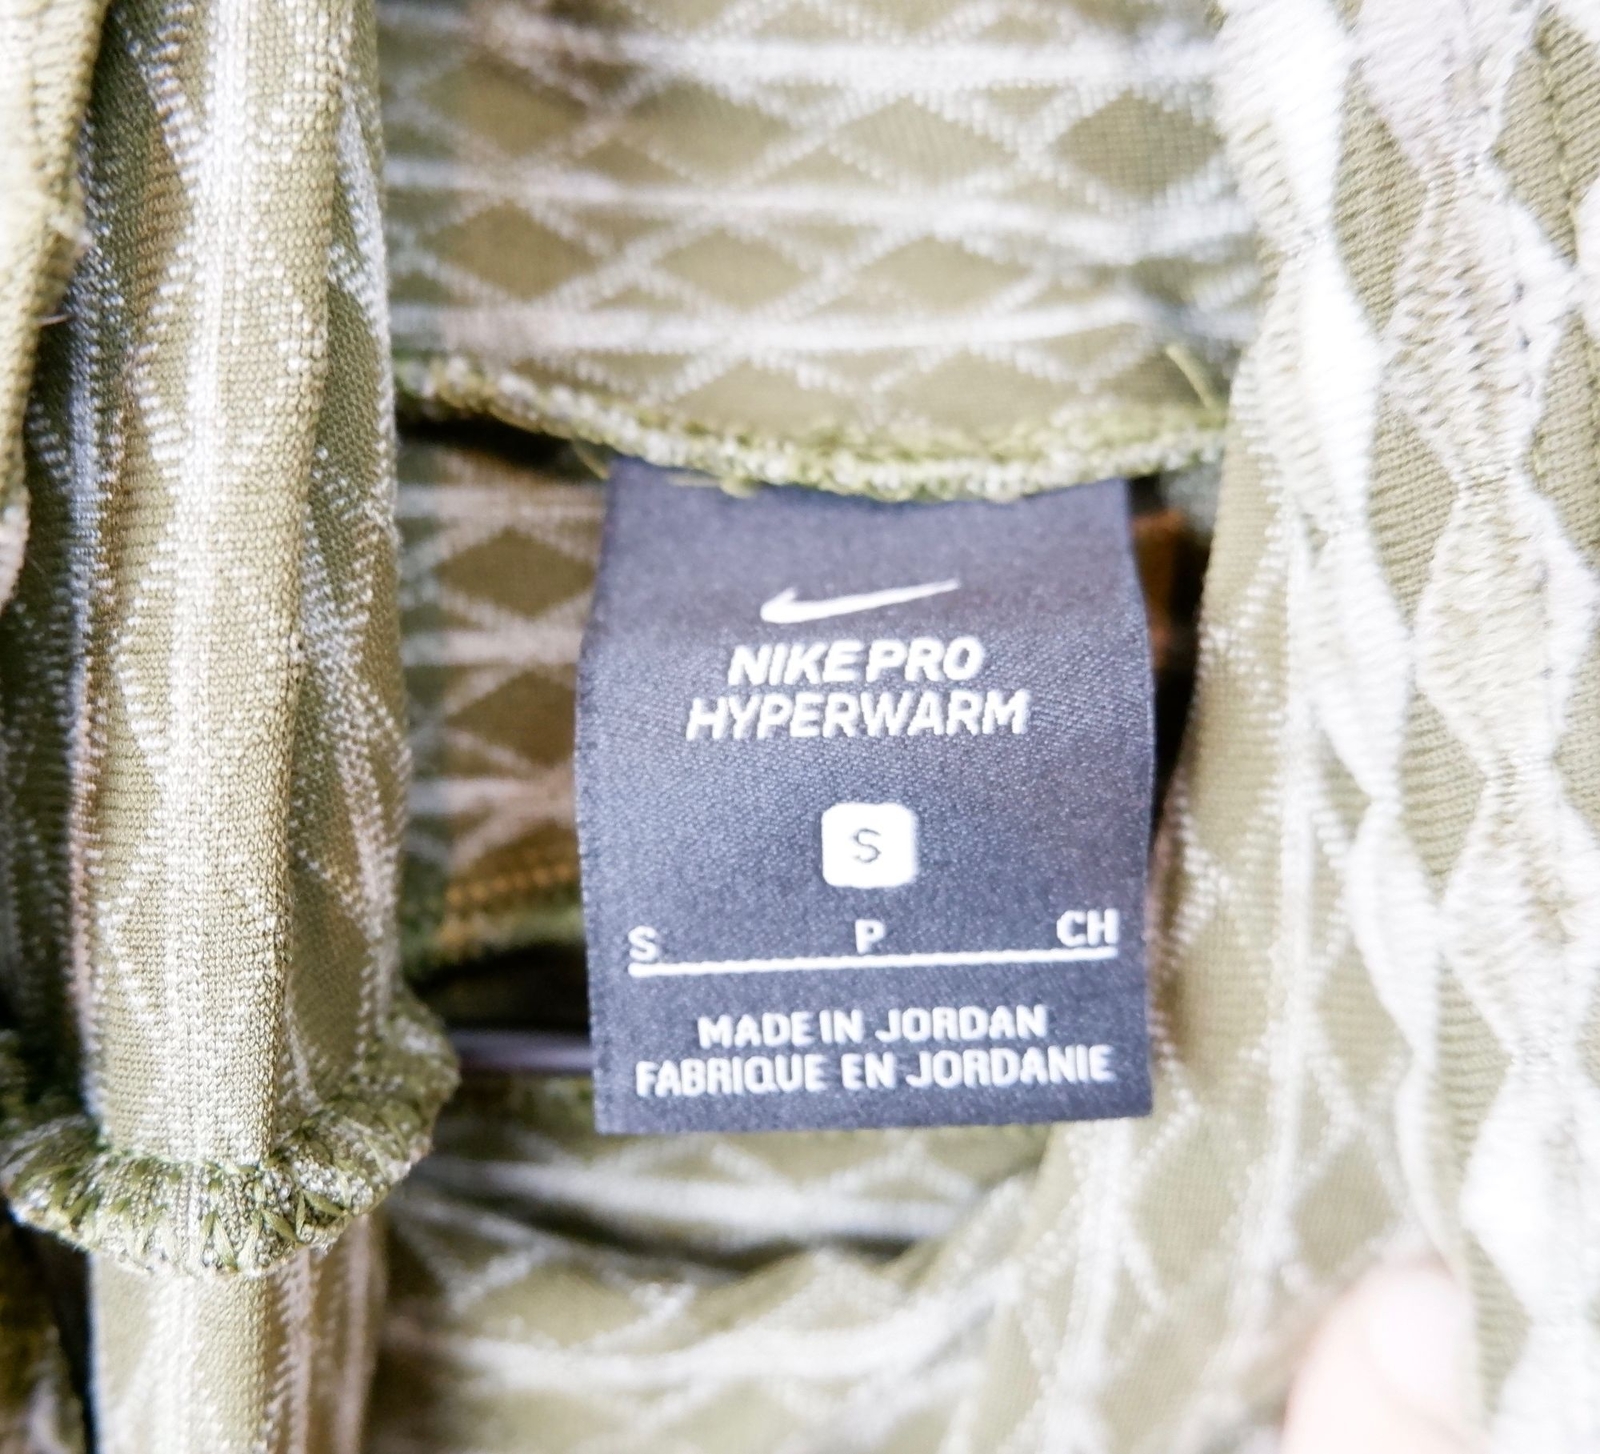 NIKE PRO
HYPERWARM
S
S P CH
MADE IN JORDAN
FABRIQUE EN JORDANIE